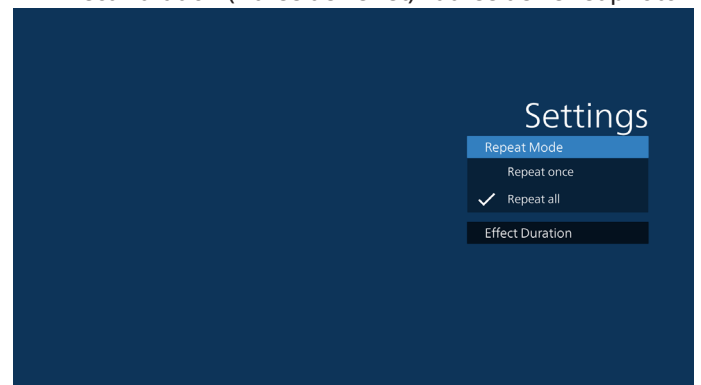 Settings
Repeat Mode
Repeat once
Repeat all
Effect Duration